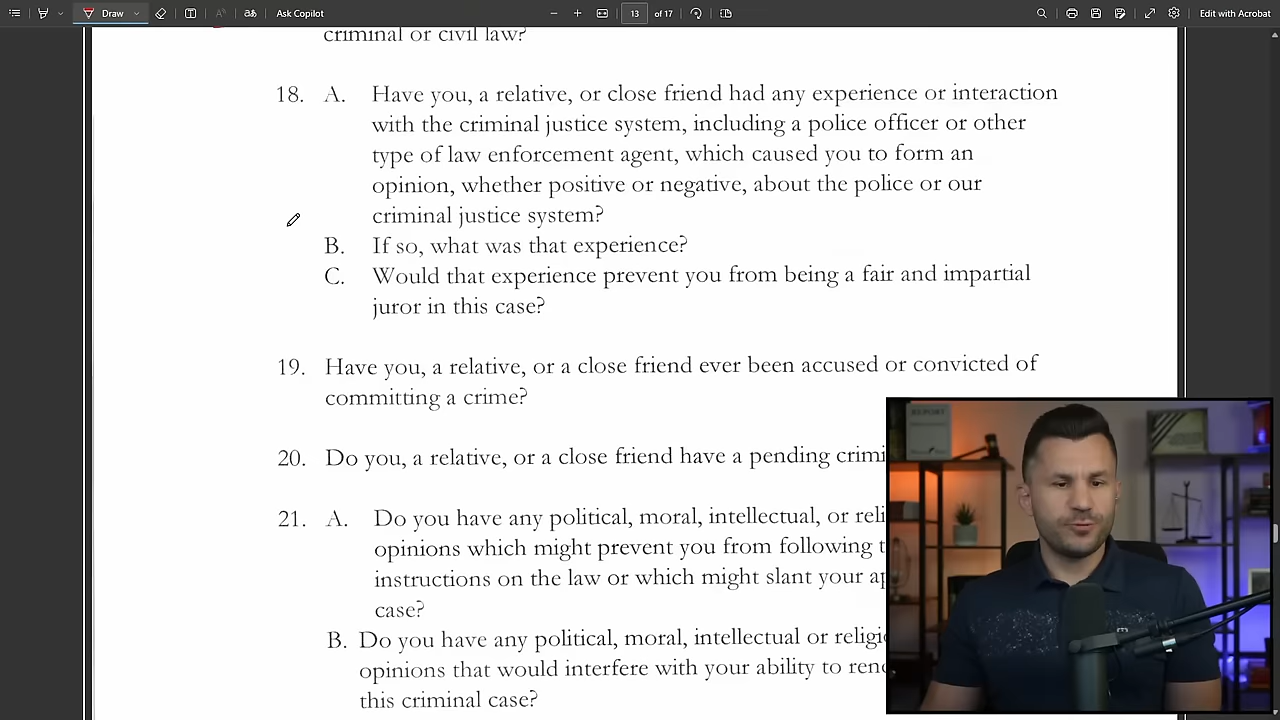 Draw
Ask Copilot
13 of 17
Edit with Acrobat
criminal or civil law?
18. A. Have you, a relative, or close friend had any experience or interaction
with the criminal justice system, including a police officer or other
type of law enforcement agent, which caused you to form an
opinion, whether positive or negative, about the police or our
criminal justice system?
B. If so, what was that experience?
C. Would that experience prevent you from being a fair and impartial
juror in this case?
19. Have you, a relative, or a close friend ever been accused or convicted of
committing a crime?
20. Do you, a relative, or a close friend have a pending crimi
21. A. Do you have any political, moral, intellectual, or reli
opinions which might prevent you from following t
instructions on the law or which might slant your ap
case?
B. Do you have any political, moral, intellectual or religi
opinions that would interfere with your ability to ren
this criminal case?
REPORT